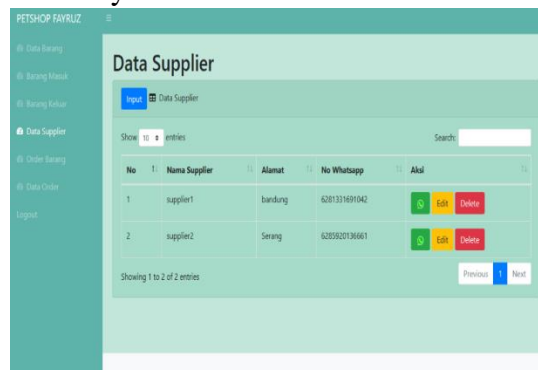 PETSHOP FAYRUZ
Data Barang
Barang Masuk
Barang Keluar
Data Supplier
Order Barang
Data Order
Logout
Data Supplier
Input Data Supplier
Show 10 entries Search:
No Nama Supplier Alamat No Whatsapp Aksi
1 supplier1 bandung 6281331691042 Edit Delete
2 supplier2 Serang 6285920136661 Edit Delete
Showing 1 to 2 of 2 entries Previous 1 Next